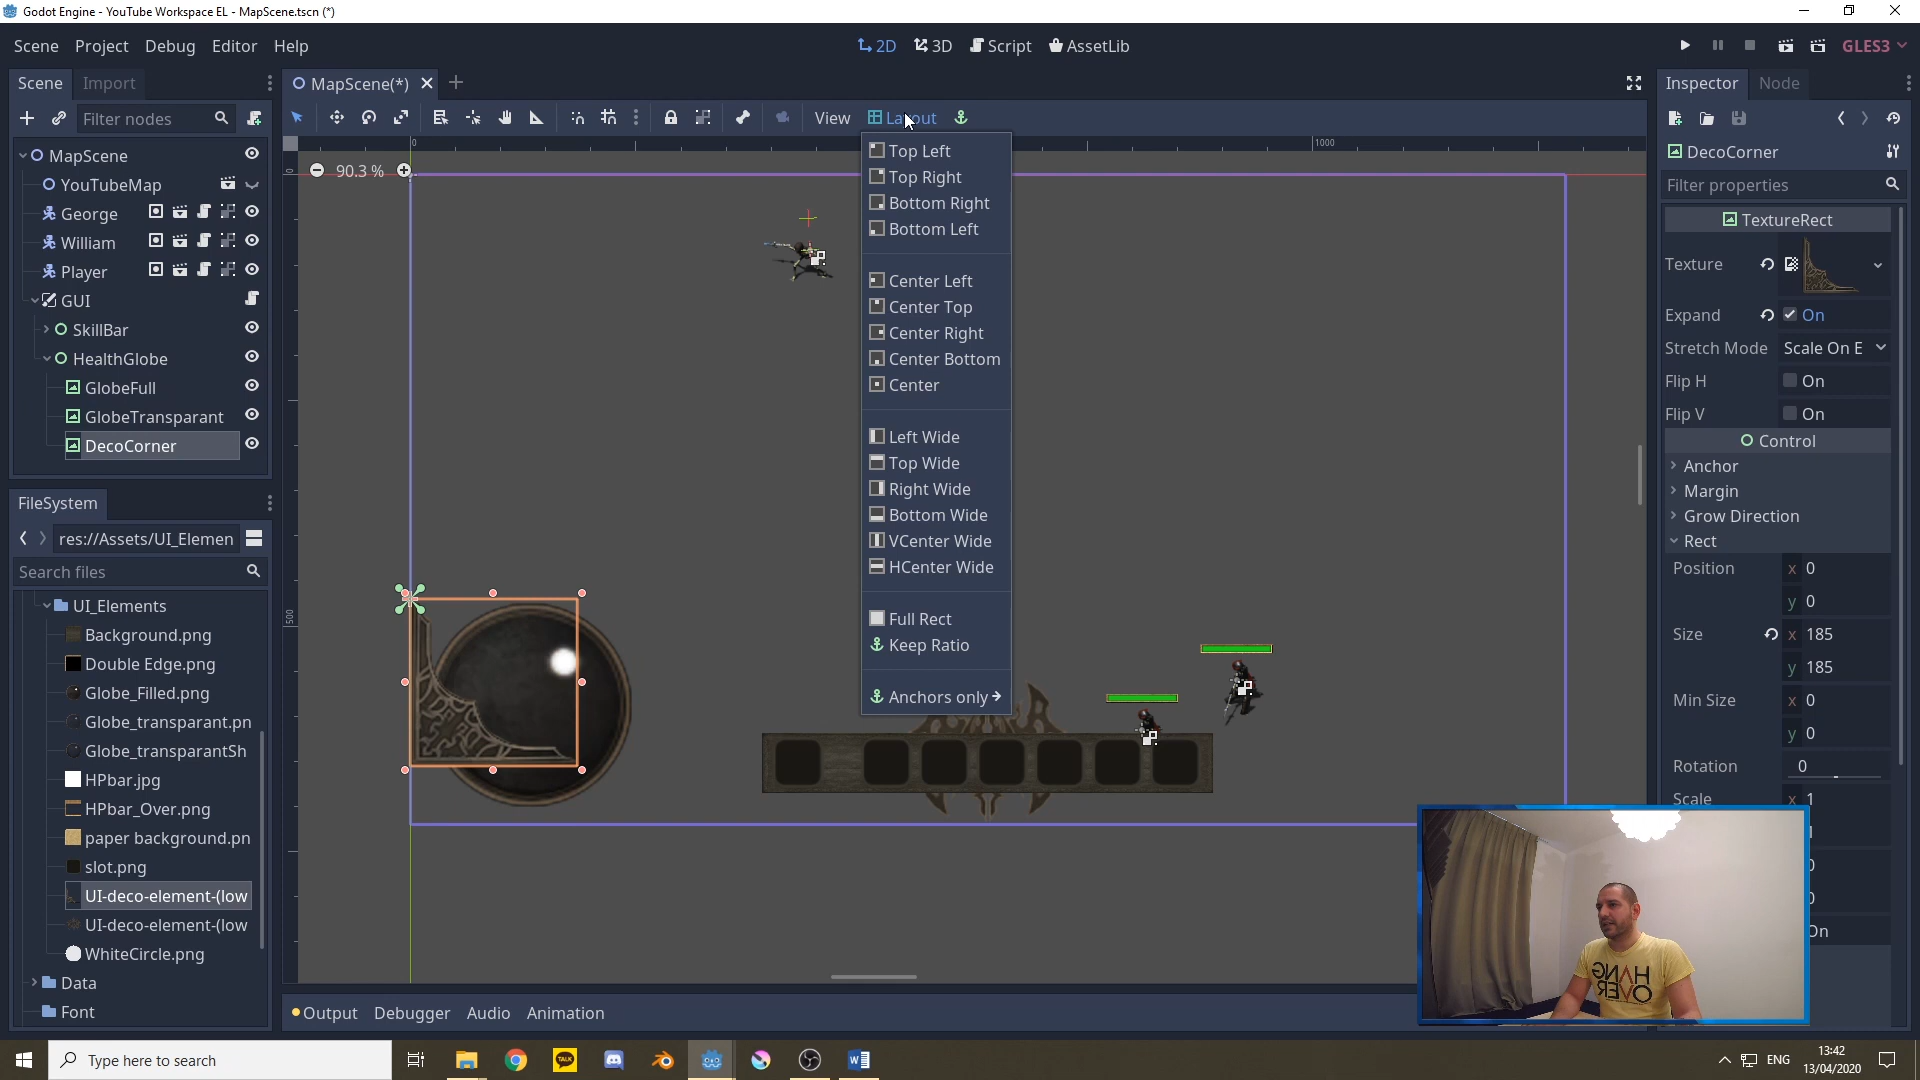 Godot Engine - YouTube Workspace EL - MapScene.tscn (*)
Scene Project Debug Editor Help
2D 3D Script AssetLib
GLES3
Scene Import
MapScene(*)
Inspector Node
Filter nodes
View Layout
MapScene
YouTubeMap
George
William
Player
GUI
SkillBar
HealthGlobe
GlobeFull
GlobeTransparant
DecoCorner
FileSystem
res://Assets/UI_Elemen
Search files
UI_Elements
Background.png
Double Edge.png
Globe_Filled.png
Globe_transparant.pn
Globe_transparantSh
HPbar.jpg
HPbar_Over.png
paper background.pn
slot.png
UI-deco-element-(low
UI-deco-element-(low
WhiteCircle.png
Data
Font
90.3 %
0
1000
0
500
Top Left
Top Right
Bottom Right
Bottom Left
Center Left
Center Top
Center Right
Center Bottom
Center
Left Wide
Top Wide
Right Wide
Bottom Wide
VCenter Wide
HCenter Wide
Full Rect
Keep Ratio
Anchors only
Output Debugger Audio Animation
DecoCorner
Filter properties
TextureRect
Texture
Expand On
Stretch Mode Scale On E
Flip H On
Flip V On
Control
Anchor
Margin
Grow Direction
Rect
Position x 0
y 0
Size x 185
y 185
Min Size x 0
y 0
Rotation 0
Scale x 1
On
HANG
OVER
Type here to search
TALK
ENG
13:42
13/04/2020